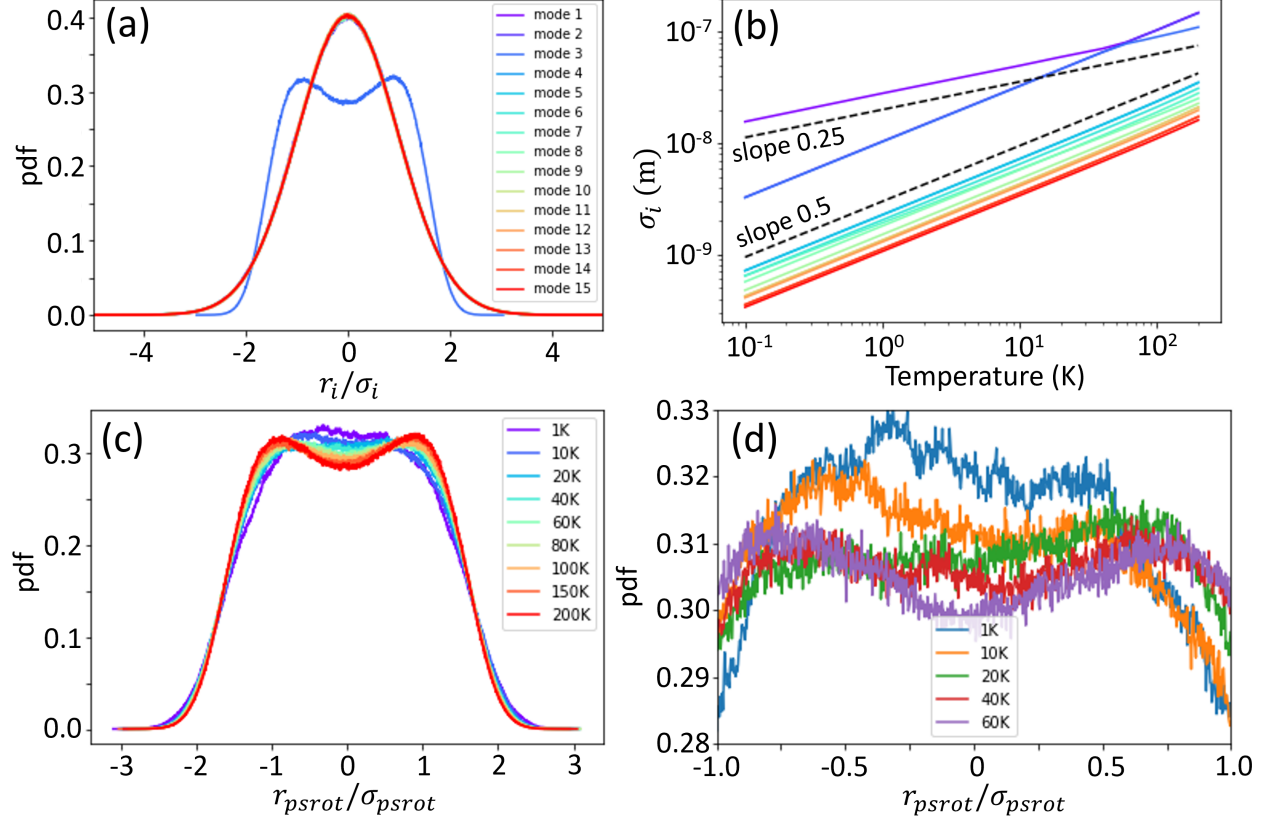 (a)
0.4
0.3
0.2
0.1
0.0
pdf
-4
-2
0
2
4
r_i/σ_i
mode 1
mode 2
mode 3
mode 4
mode 5
mode 6
mode 7
mode 8
mode 9
mode 10
mode 11
mode 12
mode 13
mode 14
mode 15
(b)
10^-7
10^-8
10^-9
σ_i (m)
slope 0.25
slope 0.5
10^-1
10^0
10^1
10^2
Temperature (K)
(c)
0.3
0.2
0.1
0.0
pdf
-3
-2
-1
0
1
2
3
r_psrot/σ_psrot
1K
10K
20K
40K
60K
80K
100K
150K
200K
(d)
0.33
0.32
0.31
0.30
0.29
0.28
pdf
-1.0
-0.5
0
0.5
1.0
r_psrot/σ_psrot
1K
10K
20K
40K
60K